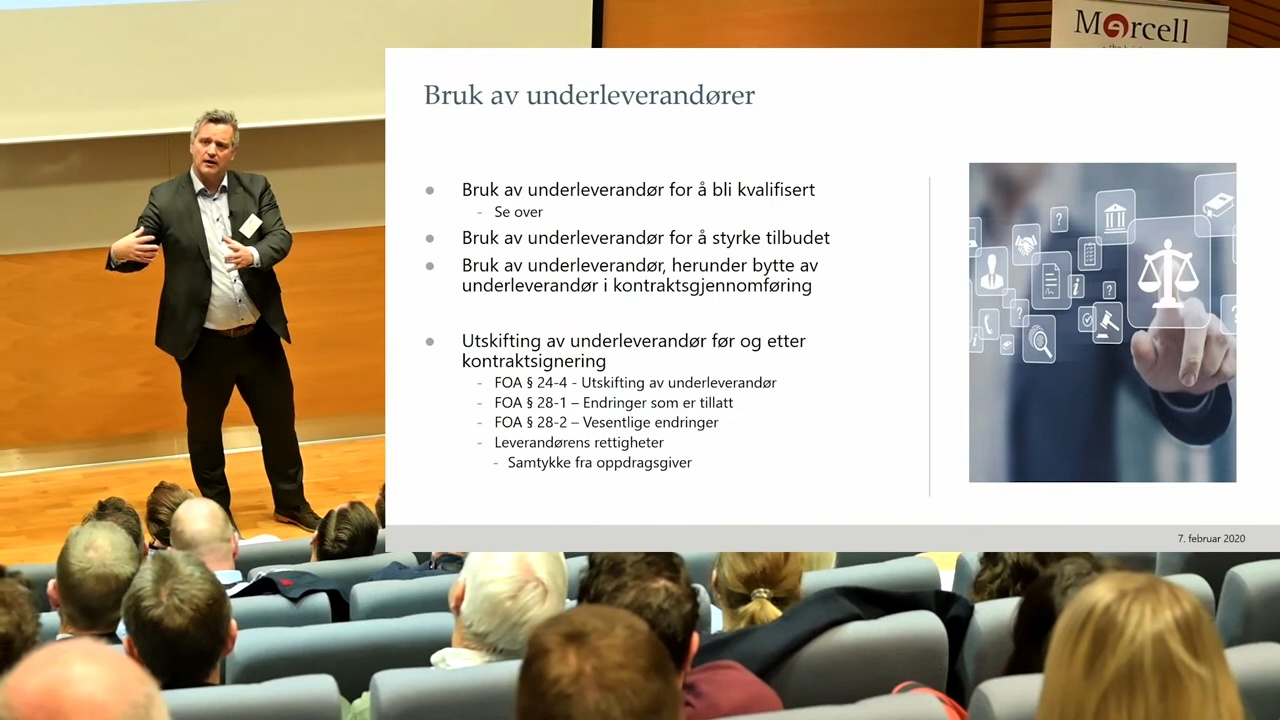 Mercell
Bruk av underleverandører
● Bruk av underleverandør for å bli kvalifisert
- Se over
● Bruk av underleverandør for å styrke tilbudet
● Bruk av underleverandør, herunder bytte av
underleverandør i kontraktsgjennomføring
● Utskifting av underleverandør før og etter
kontraktsignering
- FOA § 24-4 - Utskifting av underleverandør
- FOA § 28-1 – Endringer som er tillatt
- FOA § 28-2 – Vesentlige endringer
- Leverandørens rettigheter
- Samtykke fra oppdragsgiver
7. februar 2020